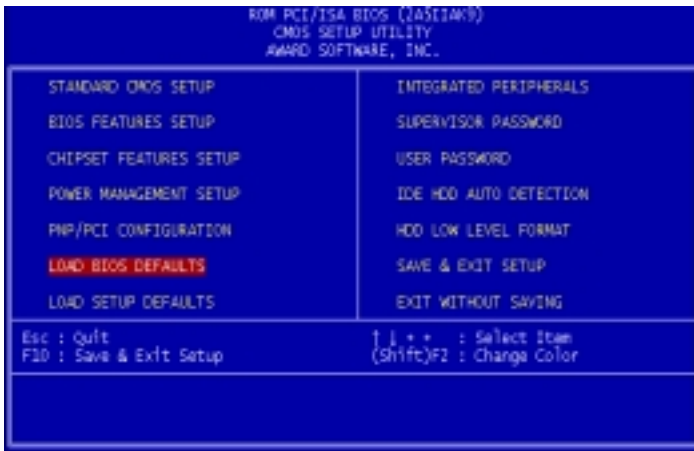 ROM PCI/ISA BIOS (2A5IIAK9)
CMOS SETUP UTILITY
AWARD SOFTWARE, INC.
STANDARD CMOS SETUP
BIOS FEATURES SETUP
CHIPSET FEATURES SETUP
POWER MANAGEMENT SETUP
PNP/PCI CONFIGURATION
LOAD BIOS DEFAULTS
LOAD SETUP DEFAULTS
INTEGRATED PERIPHERALS
SUPERVISOR PASSWORD
USER PASSWORD
IDE HDD AUTO DETECTION
HDD LOW LEVEL FORMAT
SAVE & EXIT SETUP
EXIT WITHOUT SAVING
Esc : Quit
F10 : Save & Exit Setup
↑ ↓ + + : Select Item
(Shift)F2 : Change Color